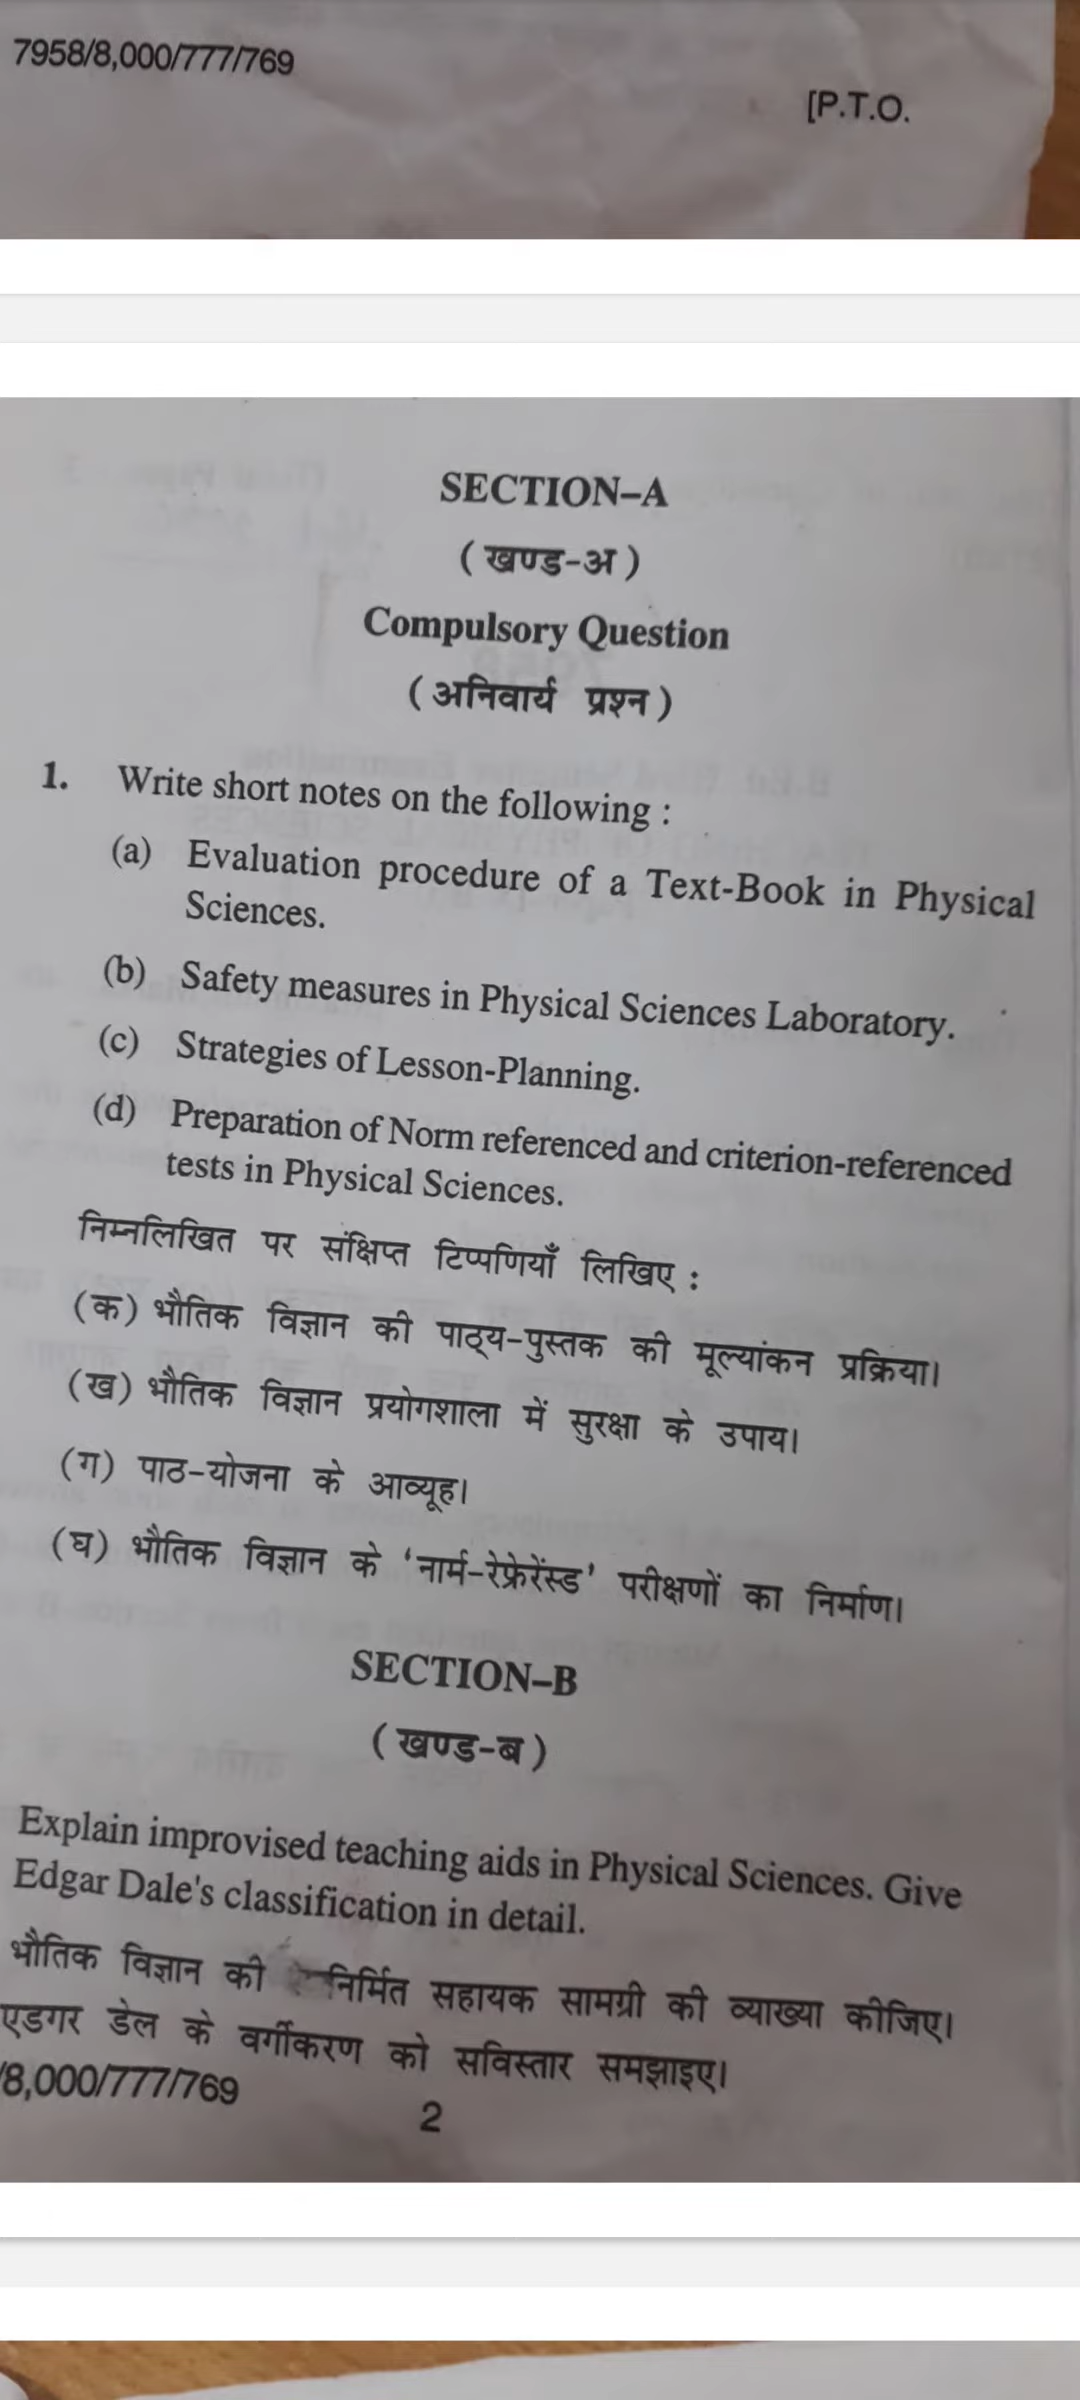 7958/8,000/777/769
[P.T.O.
SECTION–A
( खण्ड-अ )
Compulsory Question
( अनिवार्य प्रश्न )
1. Write short notes on the following :
(a) Evaluation procedure of a Text-Book in Physical
Sciences.
(b) Safety measures in Physical Sciences Laboratory.
(c) Strategies of Lesson-Planning.
(d) Preparation of Norm referenced and criterion-referenced
tests in Physical Sciences.
निम्नलिखित पर संक्षिप्त टिप्पणियाँ लिखिए :
(क) भौतिक विज्ञान की पाठ्य-पुस्तक की मूल्यांकन प्रक्रिया।
(ख) भौतिक विज्ञान प्रयोगशाला में सुरक्षा के उपाय।
(ग) पाठ-योजना के आव्यूह।
(घ) भौतिक विज्ञान के ‘नार्म-रेफ्रेरेंस्ड’ परीक्षणों का निर्माण।
SECTION–B
( खण्ड-ब )
Explain improvised teaching aids in Physical Sciences. Give
Edgar Dale's classification in detail.
भौतिक विज्ञान की निर्मित सहायक सामग्री की व्याख्या कीजिए।
एडगर डेल के वर्गीकरण को सविस्तार समझाइए।
/8,000/777/769
2